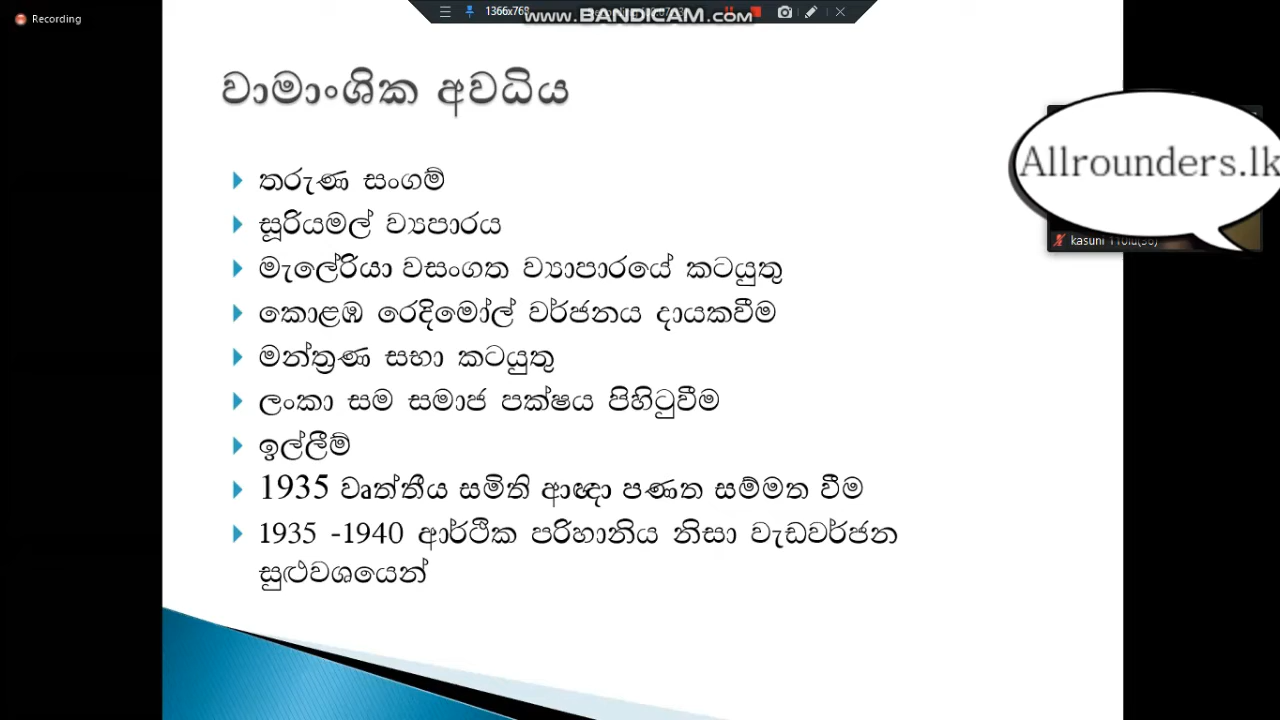 Recording
1366x768
www.BANDICAM.com
වාමාංශික අවධිය
තරුණ සංගම්
සූරියමල් ව්‍යපාරය
මැලේරියා වසංගත ව්‍යාපාරයේ කටයුතු
කොළඹ රෙදිමෝල් වර්ජනය දායකවීම
මන්ත්‍රණ සභා කටයුතු
ලංකා සම සමාජ පක්ෂය පිහිටුවීම
ඉල්ලීම්
1935 වෘත්තීය සමිති ආඥා පණත සම්මත වීම
1935 -1940 ආර්ථික පරිහානිය නිසා වැඩවර්ජන
සුළුවශයෙන්
Allrounders.lk
kasuni